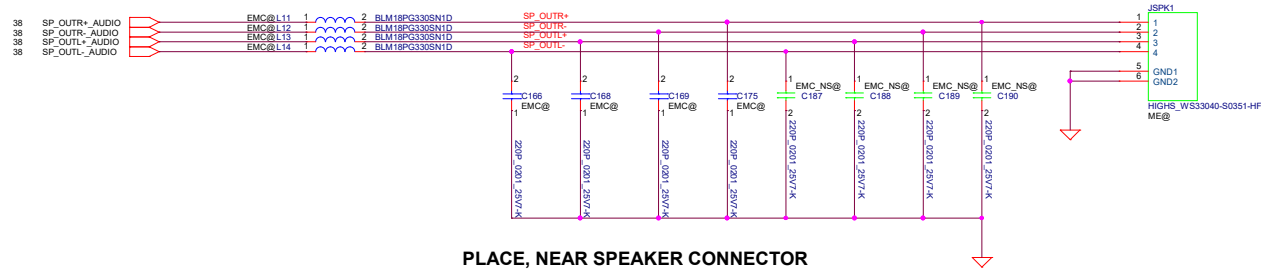 JSPK1
38 SP_OUTR+_AUDIO EMC@ L11 1 2 BLM18PG330SN1D SP_OUTR+ 1 1
38 SP_OUTR-_AUDIO EMC@ L12 1 2 BLM18PG330SN1D SP_OUTR- 2 2
38 SP_OUTL+_AUDIO EMC@ L13 1 2 BLM18PG330SN1D SP_OUTL+ 3 3
38 SP_OUTL-_AUDIO EMC@ L14 1 2 BLM18PG330SN1D SP_OUTL- 4 4
5 GND1
6 GND2
HIGHS_WS33040-S0351-HF
ME@
2 2 2 2 1 1 1 1
EMC_NS@ EMC_NS@ EMC_NS@ EMC_NS@
C166 C168 C169 C175 C187 C188 C189 C190
EMC@ EMC@ EMC@ EMC@
1 1 1 1 2 2 2 2
220P_0201_25V7-K
220P_0201_25V7-K
220P_0201_25V7-K
220P_0201_25V7-K
220P_0201_25V7-K
220P_0201_25V7-K
220P_0201_25V7-K
220P_0201_25V7-K
PLACE, NEAR SPEAKER CONNECTOR